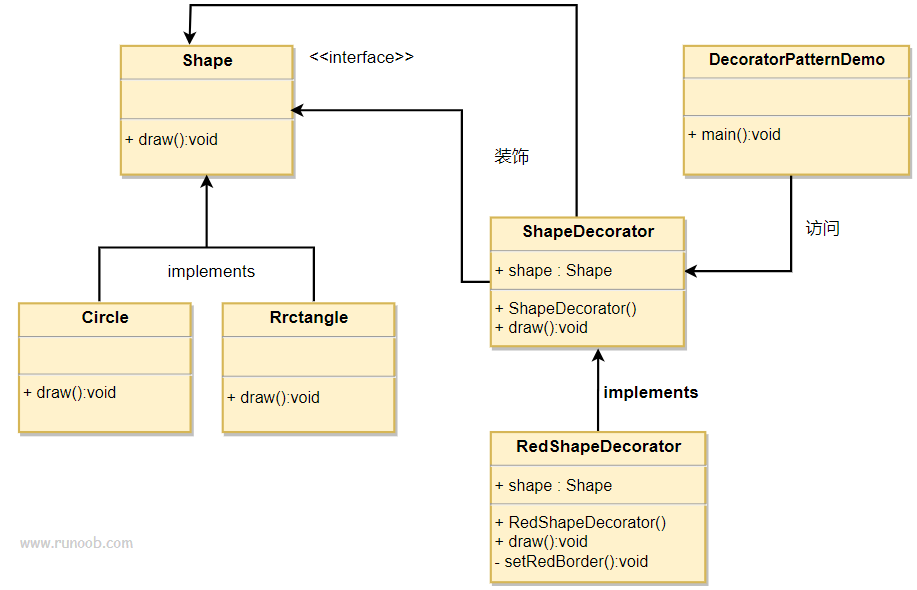 Shape
<<interface>>
+ draw():void
DecoratorPatternDemo
+ main():void
装饰
访问
ShapeDecorator
+ shape : Shape
+ ShapeDecorator()
+ draw():void
implements
Circle
+ draw():void
Rrctangle
+ draw():void
implements
RedShapeDecorator
+ shape : Shape
+ RedShapeDecorator()
+ draw():void
- setRedBorder():void
www.runoob.com